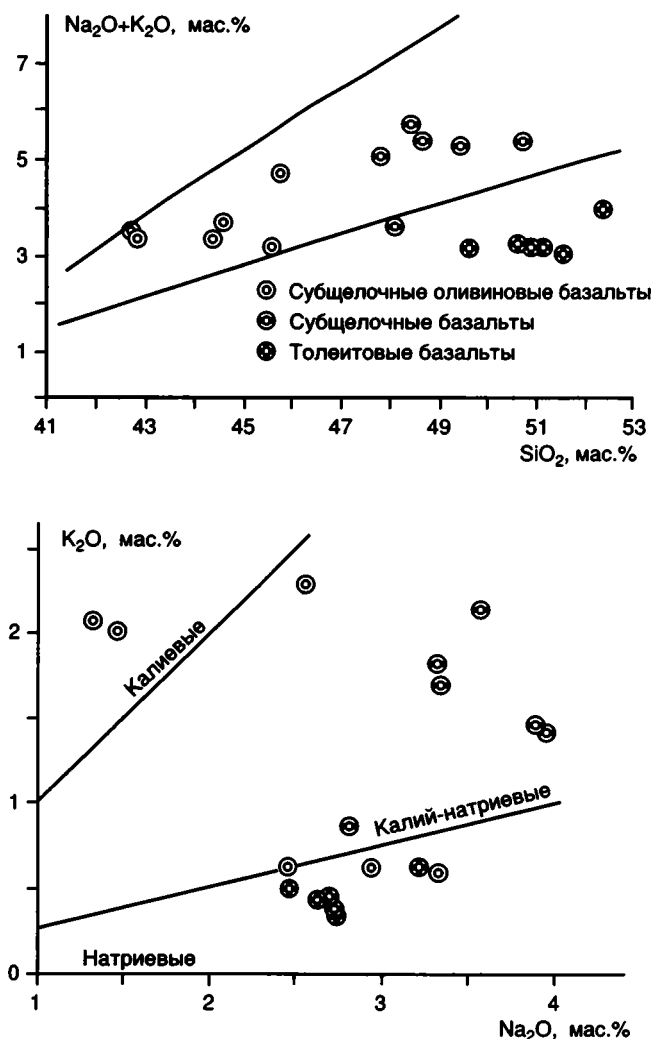 Na₂O+K₂O, мас.%
7
5
3
1
Субщелочные оливиновые базальты
Субщелочные базальты
Толеитовые базальты
41 43 45 47 49 51 53
SiO₂, мас.%
K₂O, мас.%
2
1
0
Калиевые
Калий-натриевые
Натриевые
1 2 3 4
Na₂O, мас.%